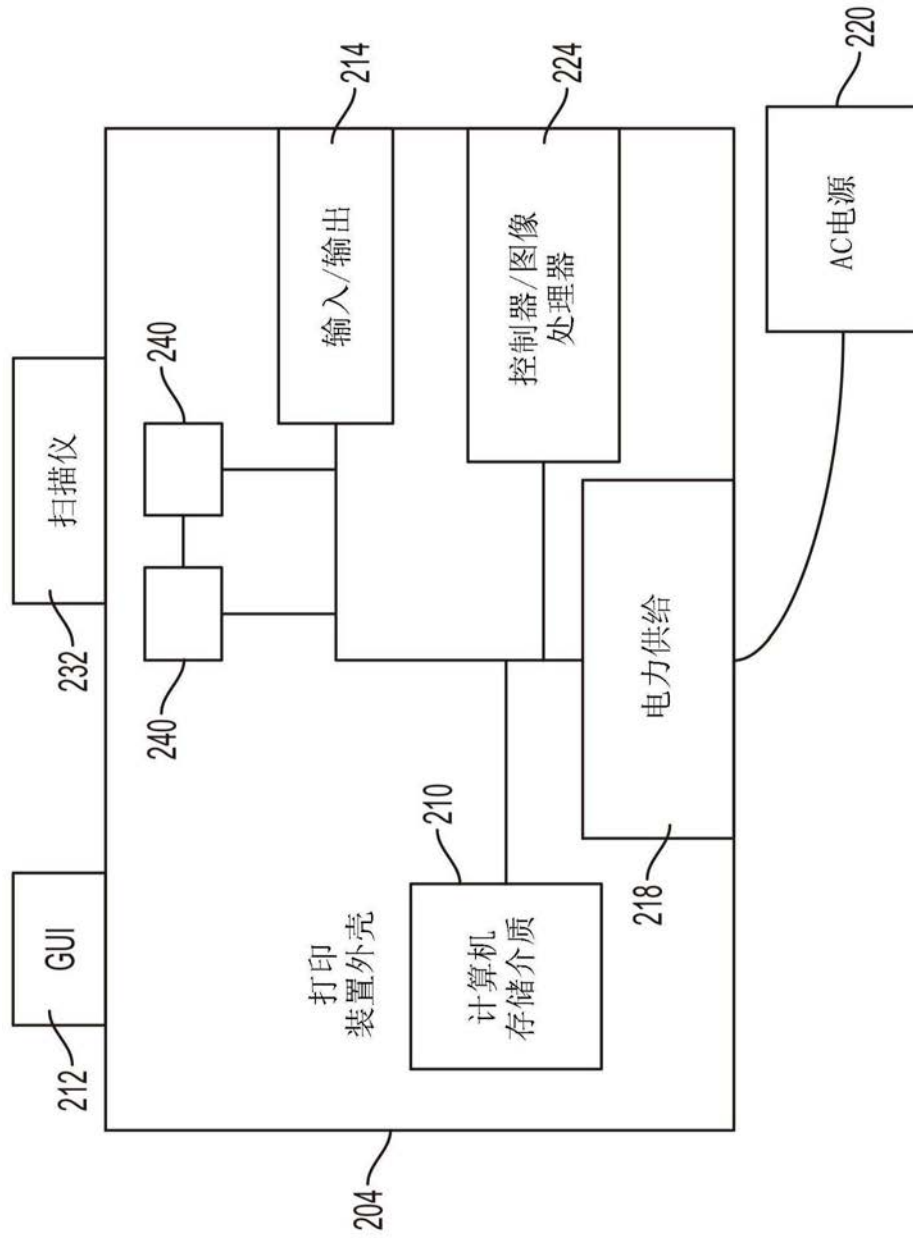 GUI
212
扫描仪
232
240
240
输入/输出
214
打印
装置外壳
204
计算机
存储介质
210
控制器/图像
处理器
224
电力供给
218
AC电源
220